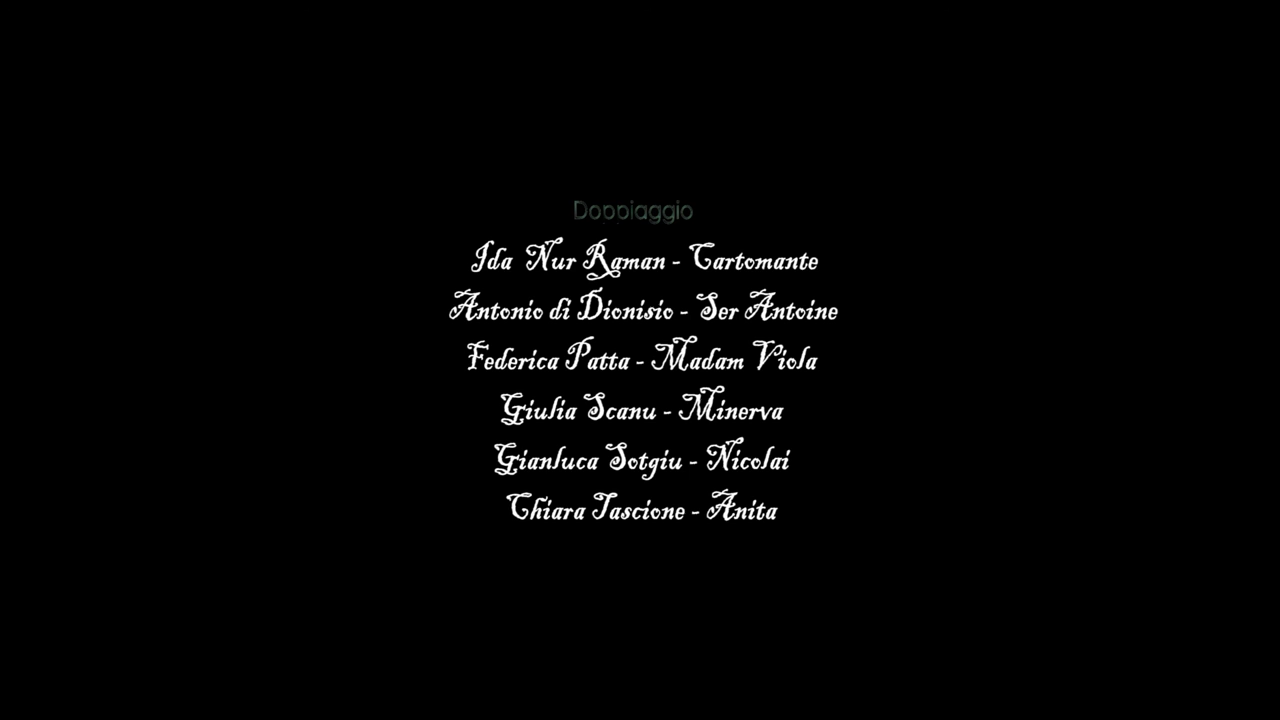 Doppiaggio
Ida Nur Raman - Cartomante
Antonio di Dionisio - Ser Antoine
Federica Patta - Madam Viola
Giulia Scanu - Minerva
Gianluca Sotgiu - Nicolai
Chiara Tascione - Anita